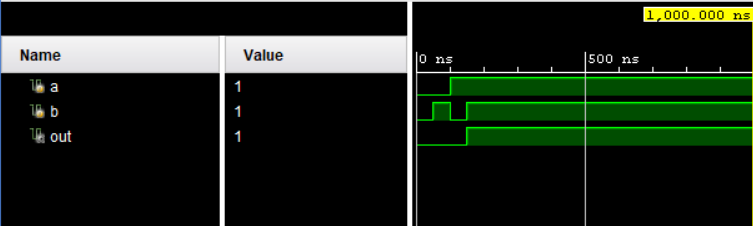 1,000.000 ns
Name Value
0 ns 500 ns
a 1
b 1
out 1